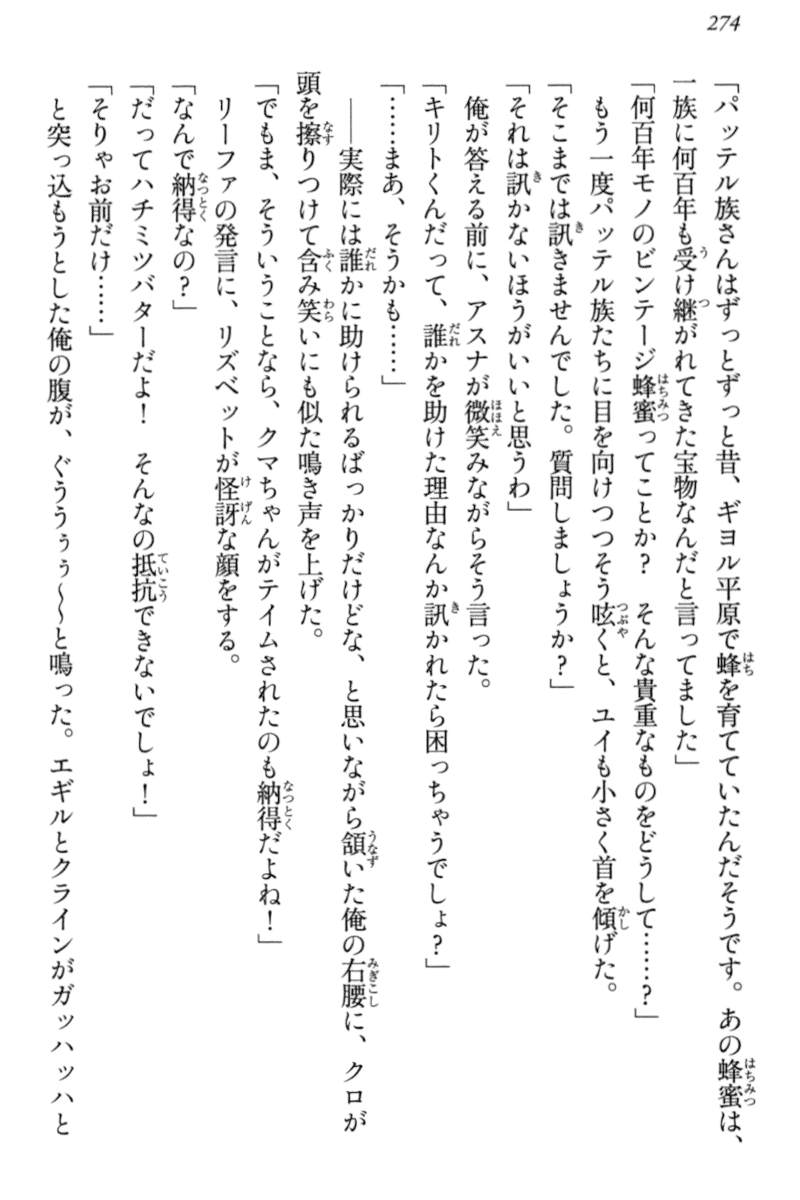 274
「パッテル族さんはずっとずっと昔、ギヨル平原で蜂を育てていたんだそうです。あの蜂蜜は、
一族に何百年も受け継がれてきた宝物なんだと言ってました」
「何百年モノのビンテージ蜂蜜ってことか？　そんな貴重なものをどうして……？」
もう一度パッテル族たちに目を向けつつそう呟くと、ユイも小さく首を傾げた。
「そこまでは訊きませんでした。質問しましょうか？」
「それは訊かないほうがいいと思うわ」
俺が答える前に、アスナが微笑みながらそう言った。
「キリトくんだって、誰かを助けた理由なんか訊かれたら困っちゃうでしょ？」
「……まあ、そうかも……」
――実際には誰かに助けられるばっかりだけどな、と思いながら頷いた俺の右腰に、クロが
頭を擦りつけて含み笑いにも似た鳴き声を上げた。
「でもま、そういうことなら、クマちゃんがテイムされたのも納得だよね！」
リーファの発言に、リズベットが怪訝な顔をする。
「なんで納得なの？」
「だってハチミツバターだよ！　そんなの抵抗できないでしょ！」
「そりゃお前だけ……」
と突っ込もうとした俺の腹が、ぐううぅぅ〜〜と鳴った。エギルとクラインがガッハッハと